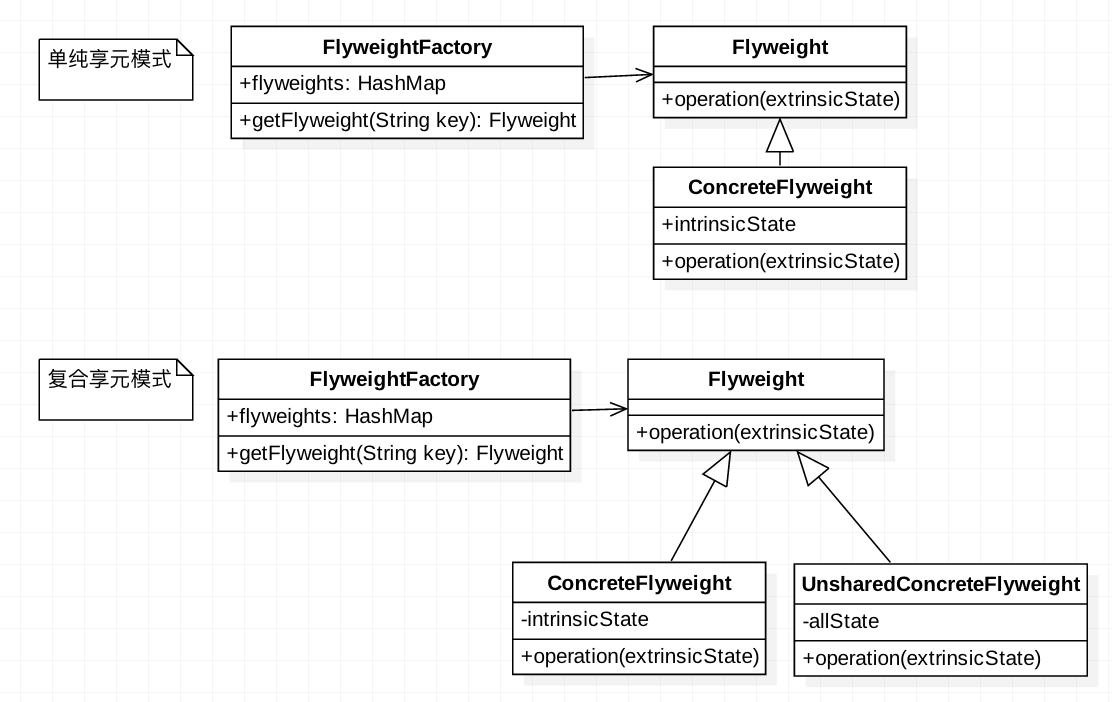 单纯享元模式
FlyweightFactory
+flyweights: HashMap
+getFlyweight(String key): Flyweight
Flyweight
+operation(extrinsicState)
ConcreteFlyweight
+intrinsicState
+operation(extrinsicState)
复合享元模式
FlyweightFactory
+flyweights: HashMap
+getFlyweight(String key): Flyweight
Flyweight
+operation(extrinsicState)
ConcreteFlyweight
-intrinsicState
+operation(extrinsicState)
UnsharedConcreteFlyweight
-allState
+operation(extrinsicState)